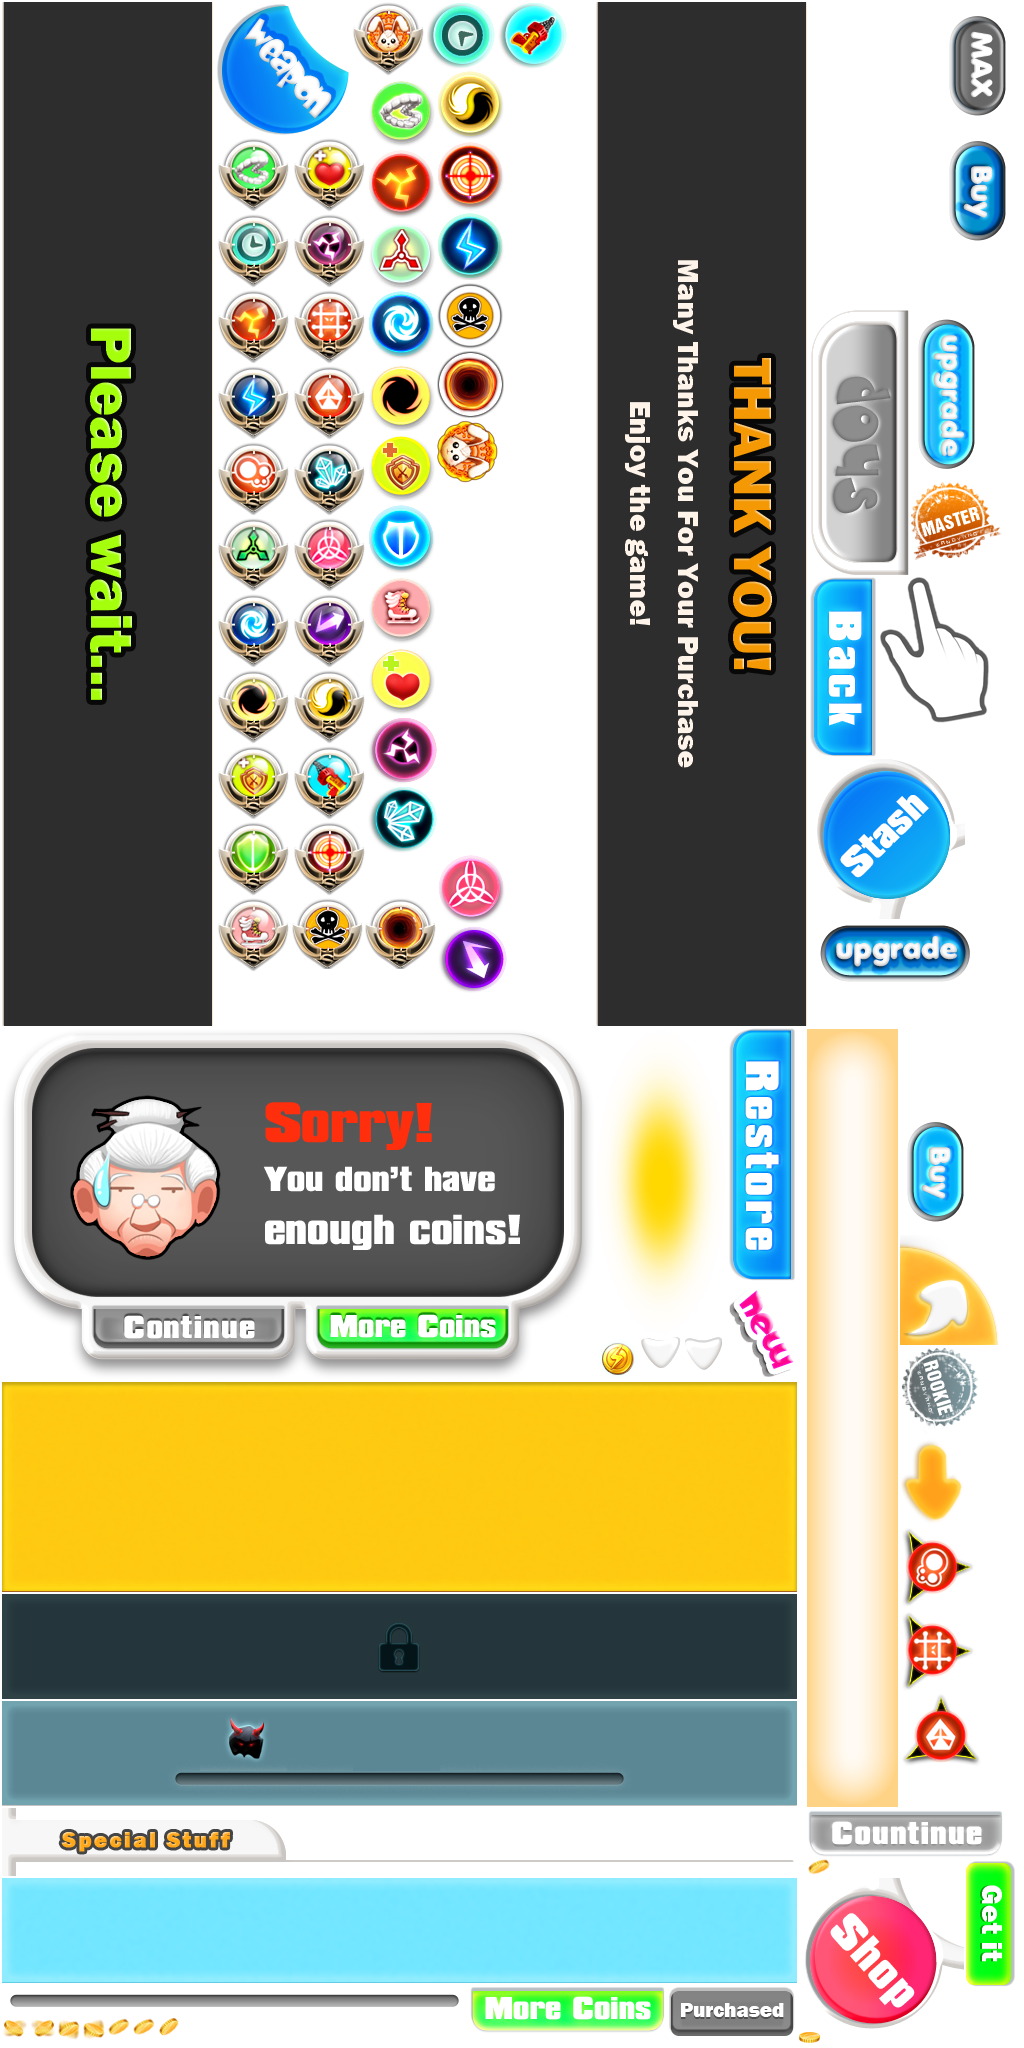 weapon
MAX
Buy
Please wait...
THANK YOU!
Many Thanks You For Your Purchase
Enjoy the game!
shop
upgrade
MASTER
Back
Stash
upgrade
Sorry!
You don't have
enough coins!
Continue
More Coins
Restore
new
Buy
ROOKIE
Special Stuff
Countinue
Shop
Get it
More Coins
Purchased